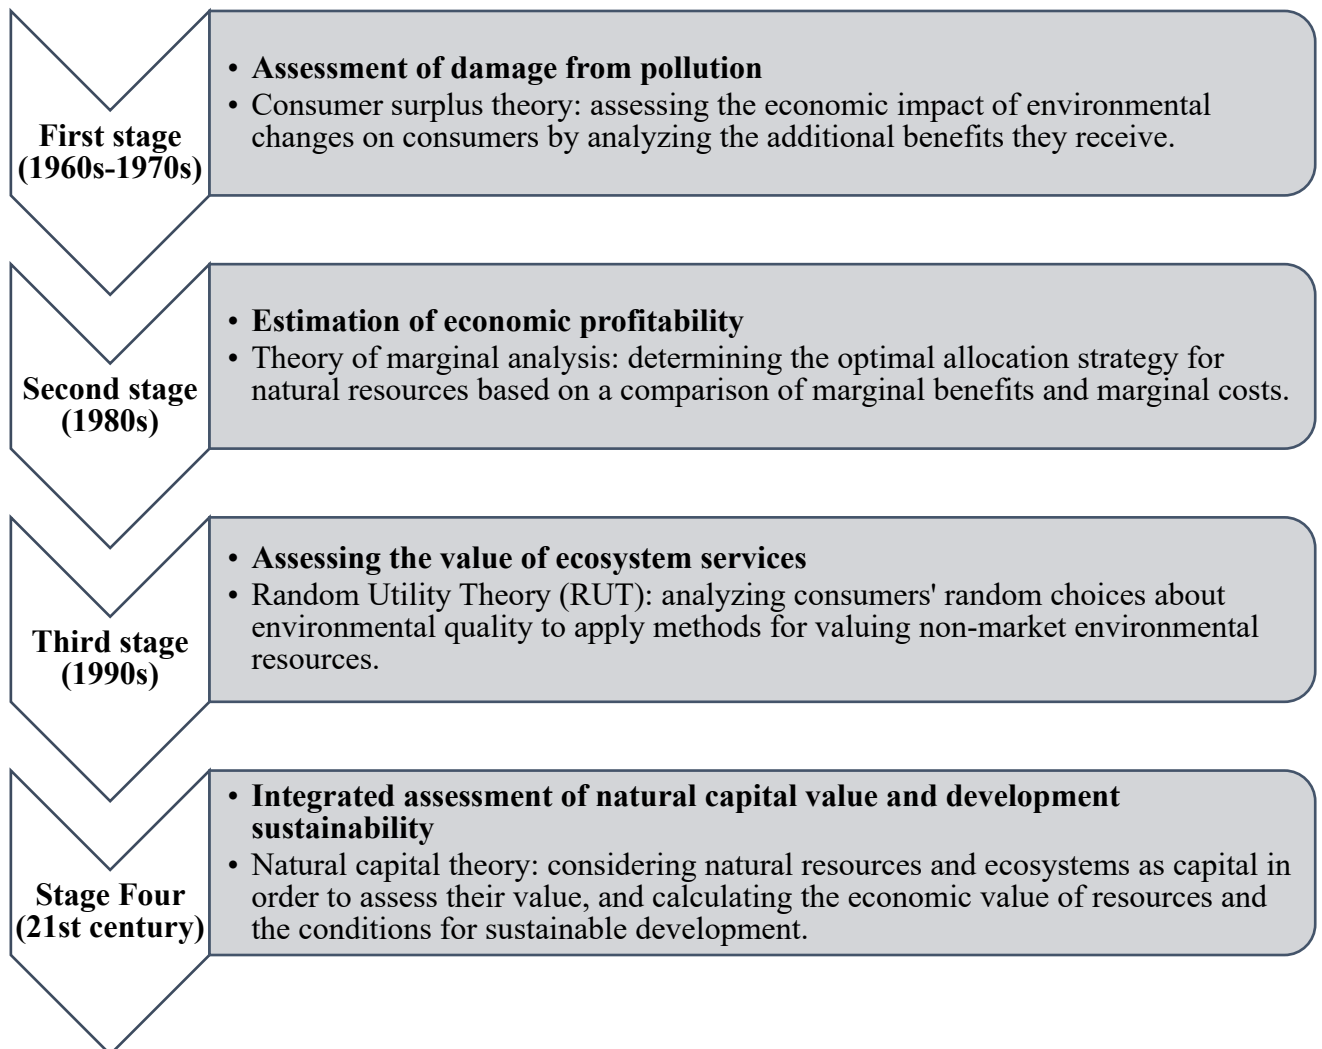 First stage
(1960s-1970s)
• Assessment of damage from pollution
• Consumer surplus theory: assessing the economic impact of environmental
changes on consumers by analyzing the additional benefits they receive.
Second stage
(1980s)
• Estimation of economic profitability
• Theory of marginal analysis: determining the optimal allocation strategy for
natural resources based on a comparison of marginal benefits and marginal costs.
Third stage
(1990s)
• Assessing the value of ecosystem services
• Random Utility Theory (RUT): analyzing consumers' random choices about
environmental quality to apply methods for valuing non-market environmental
resources.
Stage Four
(21st century)
• Integrated assessment of natural capital value and development
sustainability
• Natural capital theory: considering natural resources and ecosystems as capital in
order to assess their value, and calculating the economic value of resources and
the conditions for sustainable development.